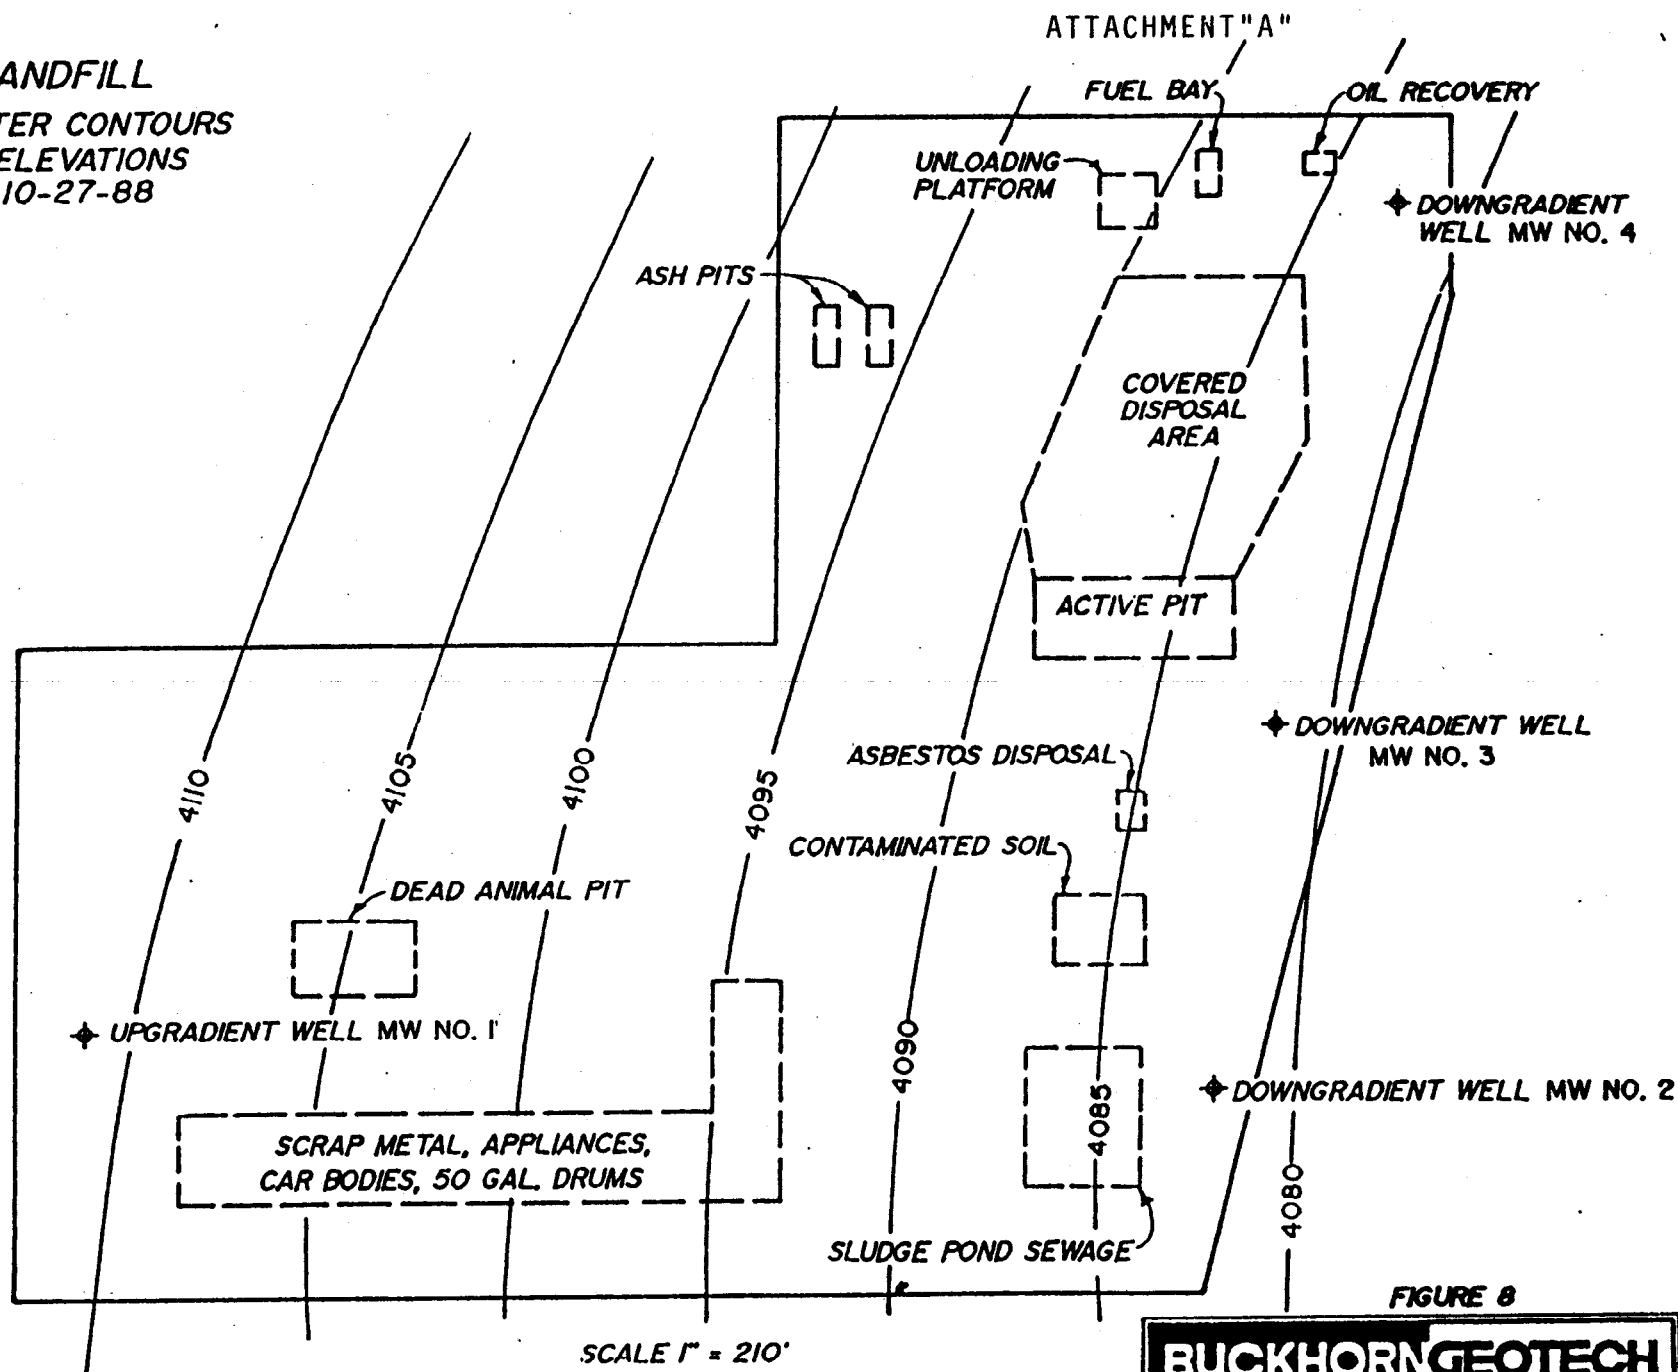 ATTACHMENT "A"
ANDFILL
TER CONTOURS
ELEVATIONS
10-27-88
FUEL BAY
OIL RECOVERY
UNLOADING
PLATFORM
DOWNGRADIENT
WELL MW NO. 4
ASH PITS
COVERED
DISPOSAL
AREA
ACTIVE PIT
DOWNGRADIENT WELL
MW NO. 3
ASBESTOS DISPOSAL
4110
4105
4100
4095
CONTAMINATED SOIL
DEAD ANIMAL PIT
UPGRADIENT WELL MW NO. 1
4090
4085
DOWNGRADIENT WELL MW NO. 2
SCRAP METAL, APPLIANCES,
CAR BODIES, 50 GAL. DRUMS
4080
SLUDGE POND SEWAGE
FIGURE 8
SCALE 1" = 210'
BUCKHORN GEOTECH